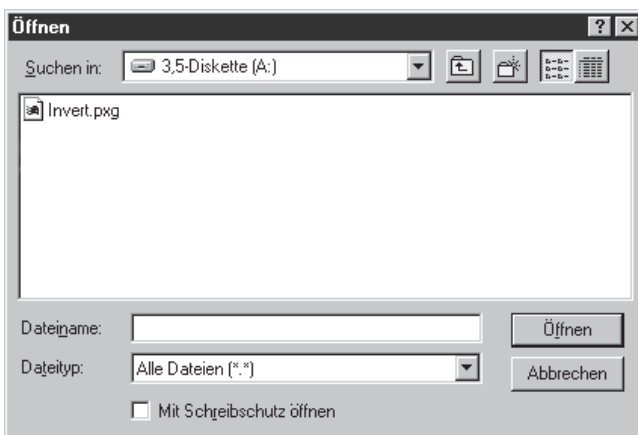 Öffnen
Suchen in: 3,5-Diskette (A:)
Invert.pxg
Dateiname: Öffnen
Dateityp: Alle Dateien (*.*) Abbrechen
Mit Schreibschutz öffnen